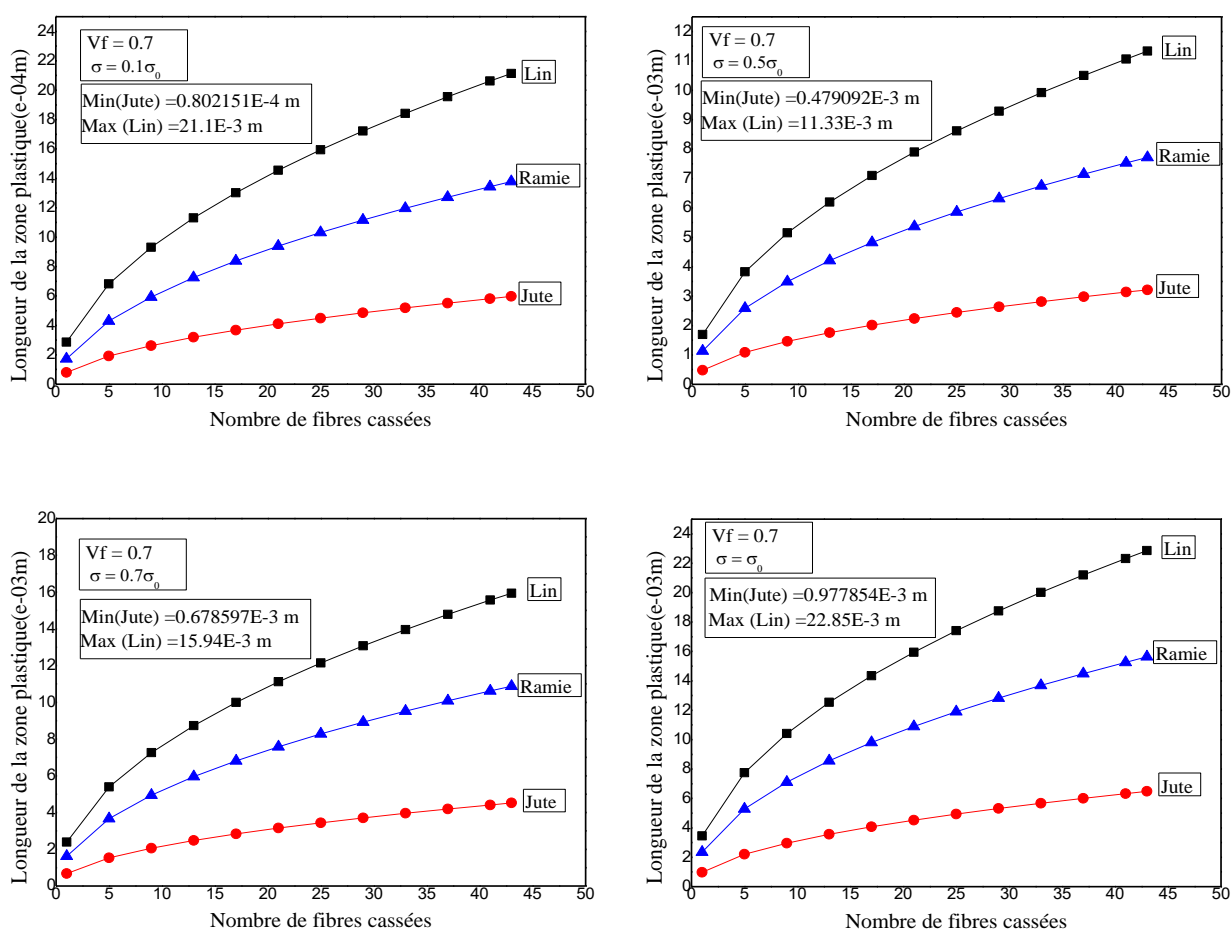 Longueur de la zone plastique(e-04m)
24
22
20
18
16
14
12
10
8
6
4
2
0
Vf = 0.7
σ = 0.1σ0
Min(Jute) =0.802151E-4 m
Max (Lin) =21.1E-3 m
Lin
Ramie
Jute
0 5 10 15 20 25 30 35 40 45 50
Nombre de fibres cassées
Longueur de la zone plastique(e-03m)
12
11
10
9
8
7
6
5
4
3
2
1
0
Vf = 0.7
σ = 0.5σ0
Min(Jute) =0.479092E-3 m
Max (Lin) =11.33E-3 m
Lin
Ramie
Jute
0 5 10 15 20 25 30 35 40 45 50
Nombre de fibres cassées
Longueur de la zone plastique(e-03m)
20
18
16
14
12
10
8
6
4
2
0
Vf = 0.7
σ = 0.7σ0
Min(Jute) =0.678597E-3 m
Max (Lin) =15.94E-3 m
Lin
Ramie
Jute
0 5 10 15 20 25 30 35 40 45 50
Nombre de fibres cassées
Longueur de la zone plastique(e-03m)
24
22
20
18
16
14
12
10
8
6
4
2
0
Vf = 0.7
σ = σ0
Min(Jute) =0.977854E-3 m
Max (Lin) =22.85E-3 m
Lin
Ramie
Jute
0 5 10 15 20 25 30 35 40 45 50
Nombre de fibres cassées